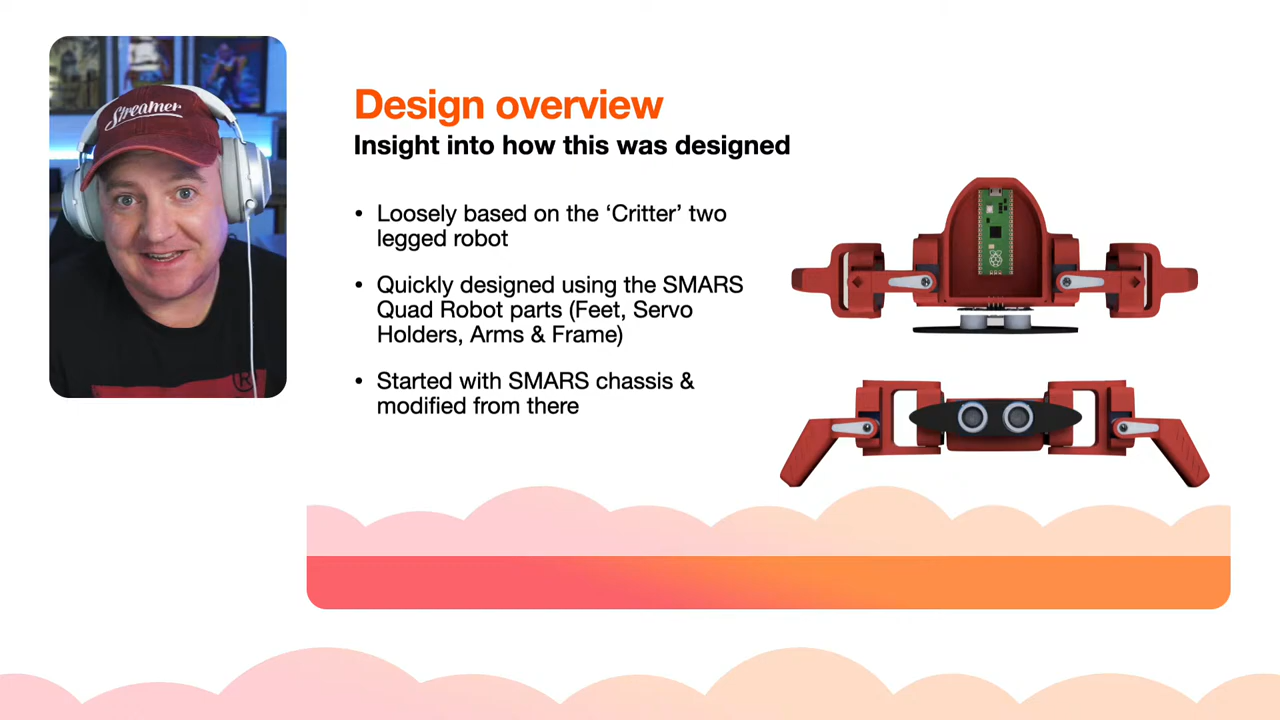 Streamer
Design overview
Insight into how this was designed
• Loosely based on the ‘Critter’ two
legged robot
• Quickly designed using the SMARS
Quad Robot parts (Feet, Servo
Holders, Arms & Frame)
• Started with SMARS chassis &
modified from there
®